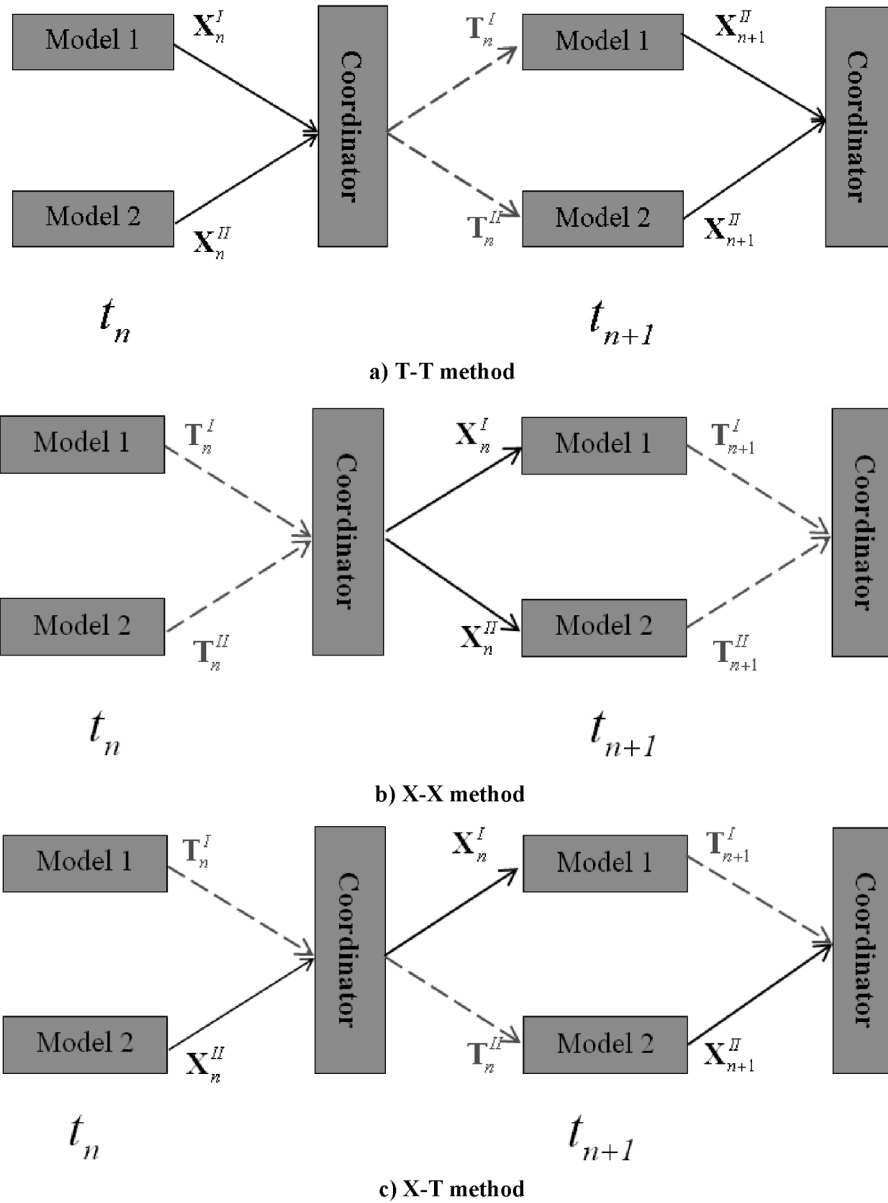 Model 1
X_n^I
Coordinator
T_n^I
Model 1
X_{n+1}^{II}
Coordinator
Model 2
X_n^{II}
T_n^{II}
Model 2
X_{n+1}^{II}
t_n
t_{n+1}
a) T-T method
Model 1
T_n^I
Coordinator
X_n^I
Model 1
T_{n+1}^I
Coordinator
Model 2
T_n^{II}
X_n^{II}
Model 2
T_{n+1}^{II}
t_n
t_{n+1}
b) X-X method
Model 1
T_n^I
Coordinator
X_n^I
Model 1
T_{n+1}^I
Coordinator
Model 2
X_n^{II}
T_n^{II}
Model 2
X_{n+1}^{II}
t_n
t_{n+1}
c) X-T method